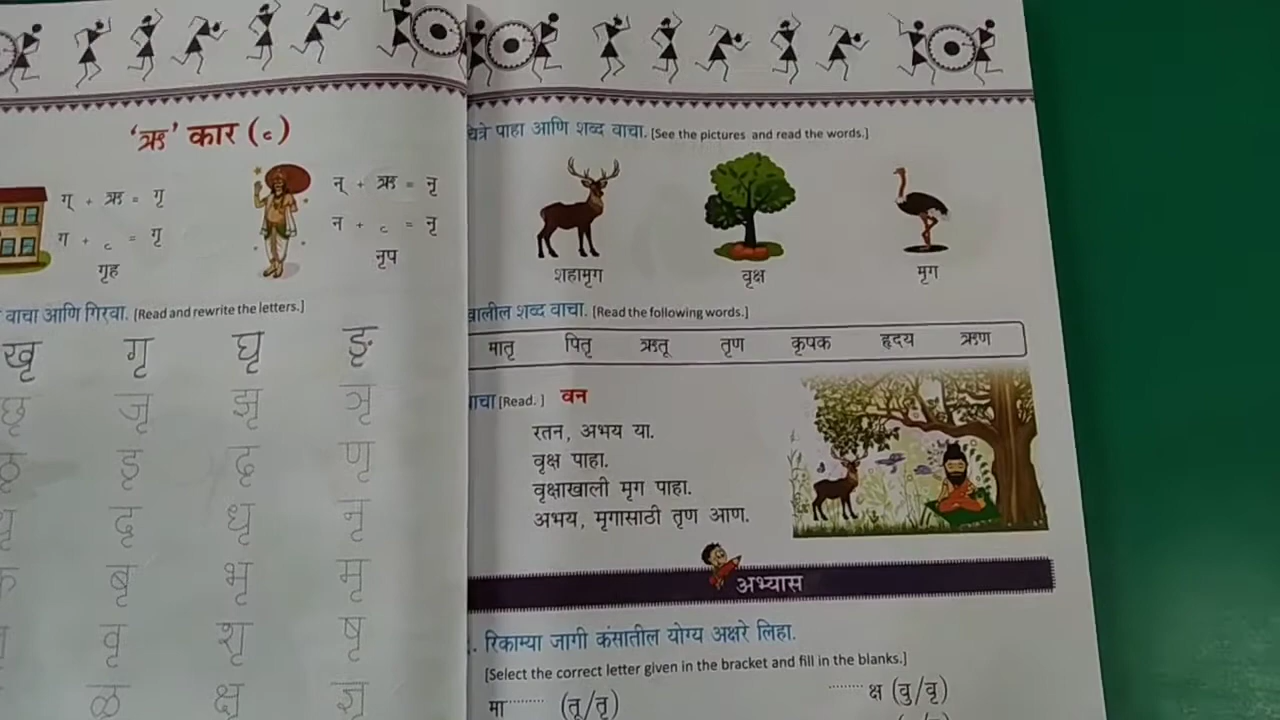 'ऋ' कार (ृ)
ग् + ऋ = गृ
ग + ृ = गृ
गृह
न् + ऋ = नृ
न + ृ = नृ
नृप
वाचा आणि गिरवा. [Read and rewrite the letters.]
खृ गृ घृ ङृ
छृ जृ झृ ञृ
ठृ डृ ढृ णृ
थृ दृ धृ नृ
बृ भृ मृ
वृ शृ षृ
ळृ क्षृ ज्ञृ
चित्रे पाहा आणि शब्द वाचा. [See the pictures and read the words.]
शहामृग वृक्ष मृग
खालील शब्द वाचा. [Read the following words.]
मातृ पितृ ऋतू तृण कृपक हृदय ऋण
वाचा [Read. ] वन
रतन, अभय या.
वृक्ष पाहा.
वृक्षाखाली मृग पाहा.
अभय, मृगासाठी तृण आण.
अभ्यास
रिकाम्या जागी कंसातील योग्य अक्षरे लिहा.
[Select the correct letter given in the bracket and fill in the blanks.]
मा.......... (तू/तृ) ........ क्ष (वु/वृ)